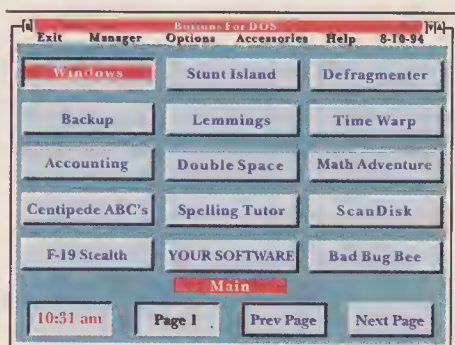 Buttons For DOS
Exit Manager Options Accessories Help 8-10-94
Windows Stunt Island Defragmenter
Backup Lemmings Time Warp
Accounting Double Space Math Adventure
Centipede ABC's Spelling Tutor ScanDisk
F-19 Stealth YOUR SOFTWARE Bad Bug Bee
Main
10:31 am Page 1 Prev Page Next Page